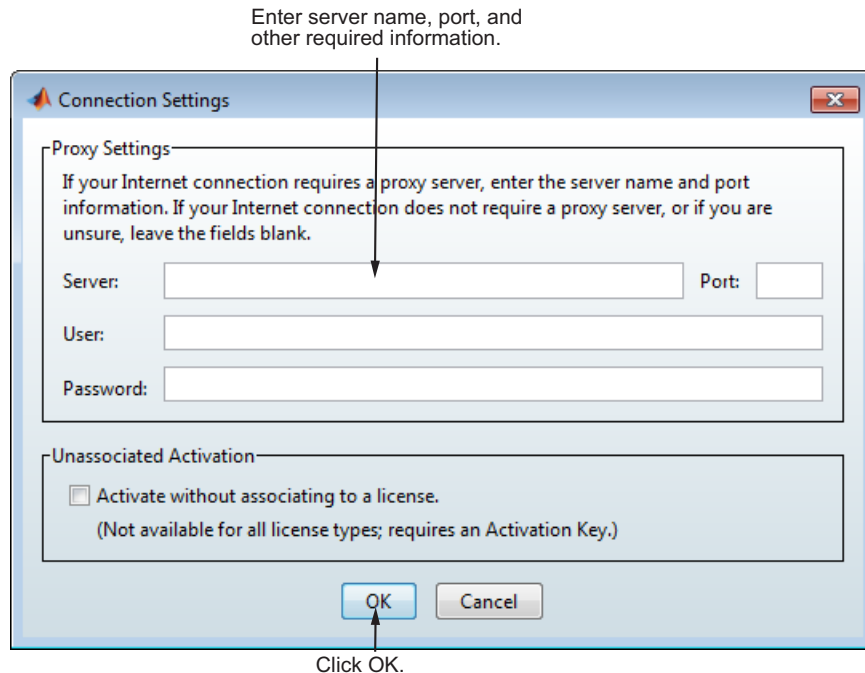 Enter server name, port, and
other required information.
Connection Settings
Proxy Settings
If your Internet connection requires a proxy server, enter the server name and port
information. If your Internet connection does not require a proxy server, or if you are
unsure, leave the fields blank.
Server: Port:
User:
Password:
Unassociated Activation
Activate without associating to a license.
(Not available for all license types; requires an Activation Key.)
OK Cancel
Click OK.